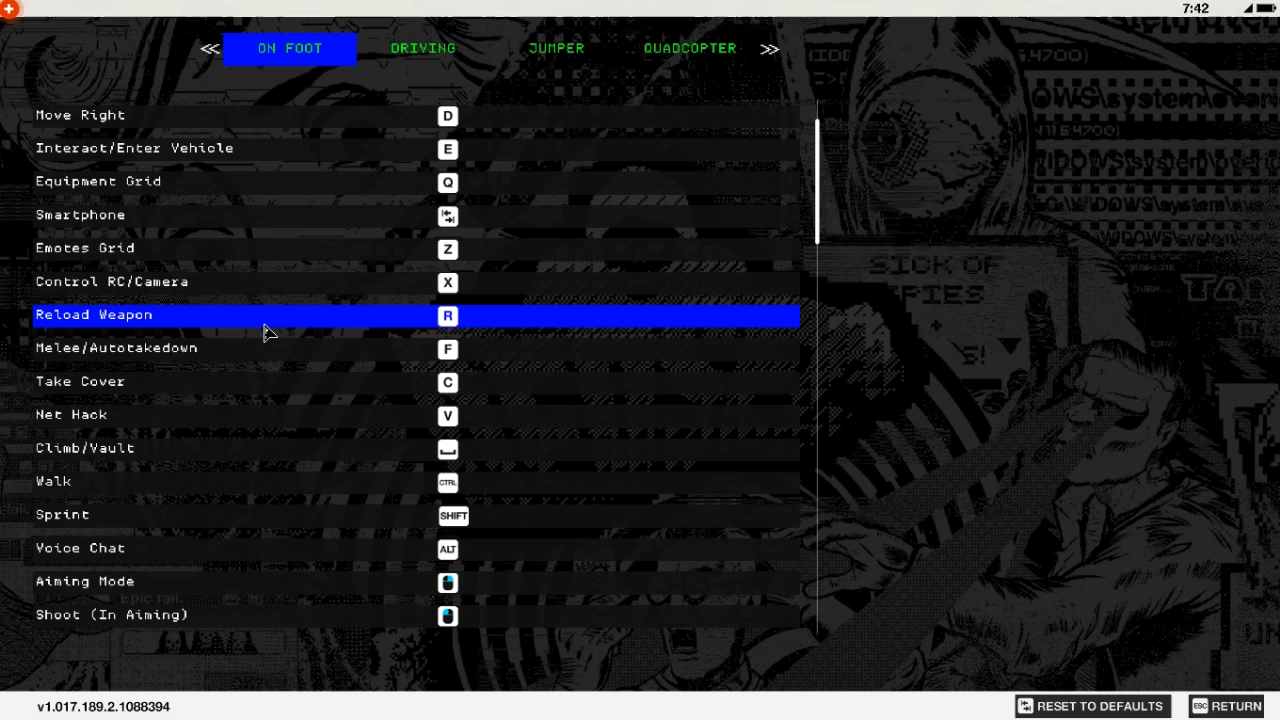 7:42
ON FOOT
DRIVING
JUMPER
QUADCOPTER
Move Right D
Interact/Enter Vehicle E
Equipment Grid Q
Smartphone
Emotes Grid Z
Control RC/Camera X
Reload Weapon R
Melee/Autotakedown F
Take Cover C
Net Hack V
Climb/Vault
Walk CTRL
Sprint SHIFT
Voice Chat ALT
Aiming Mode
Shoot (In Aiming)
v1.017.189.2.1088394
RESET TO DEFAULTS
ESC RETURN